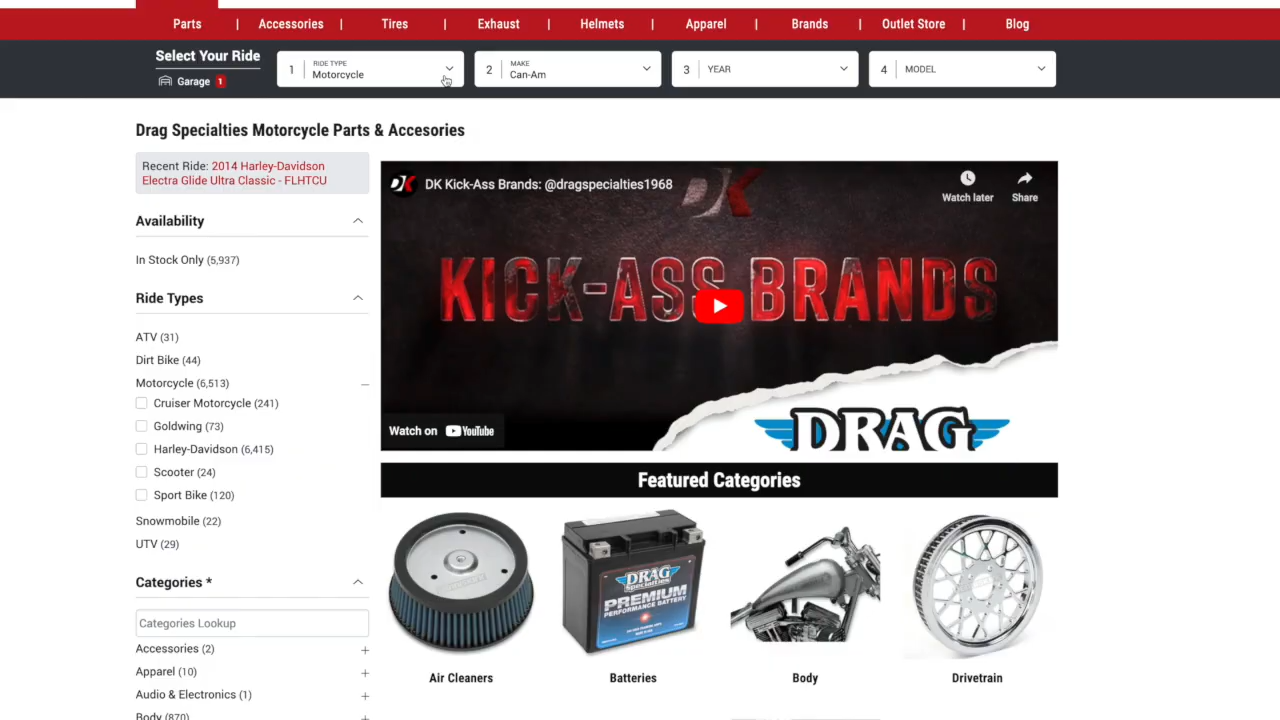 Parts | Accessories | Tires | Exhaust | Helmets | Apparel | Brands | Outlet Store | Blog
Select Your Ride
Garage 1
1 RIDE TYPE Motorcycle
2 MAKE Can-Am
3 YEAR
4 MODEL
Drag Specialties Motorcycle Parts & Accesories
Recent Ride: 2014 Harley-Davidson
Electra Glide Ultra Classic - FLHTCU
Availability
In Stock Only (5,937)
Ride Types
ATV (31)
Dirt Bike (44)
Motorcycle (6,513)
Cruiser Motorcycle (241)
Goldwing (73)
Harley-Davidson (6,415)
Scooter (24)
Sport Bike (120)
Snowmobile (22)
UTV (29)
Categories *
Categories Lookup
Accessories (2)
Apparel (10)
Audio & Electronics (1)
Body (870)
DK
DK Kick-Ass Brands: @dragspecialties1968
DK
Watch later
Share
KICK-ASS BRANDS
Watch on YouTube
DRAG
Featured Categories
DRAG
Specialties
PREMIUM
PERFORMANCE BATTERY
Air Cleaners
Batteries
Body
Drivetrain